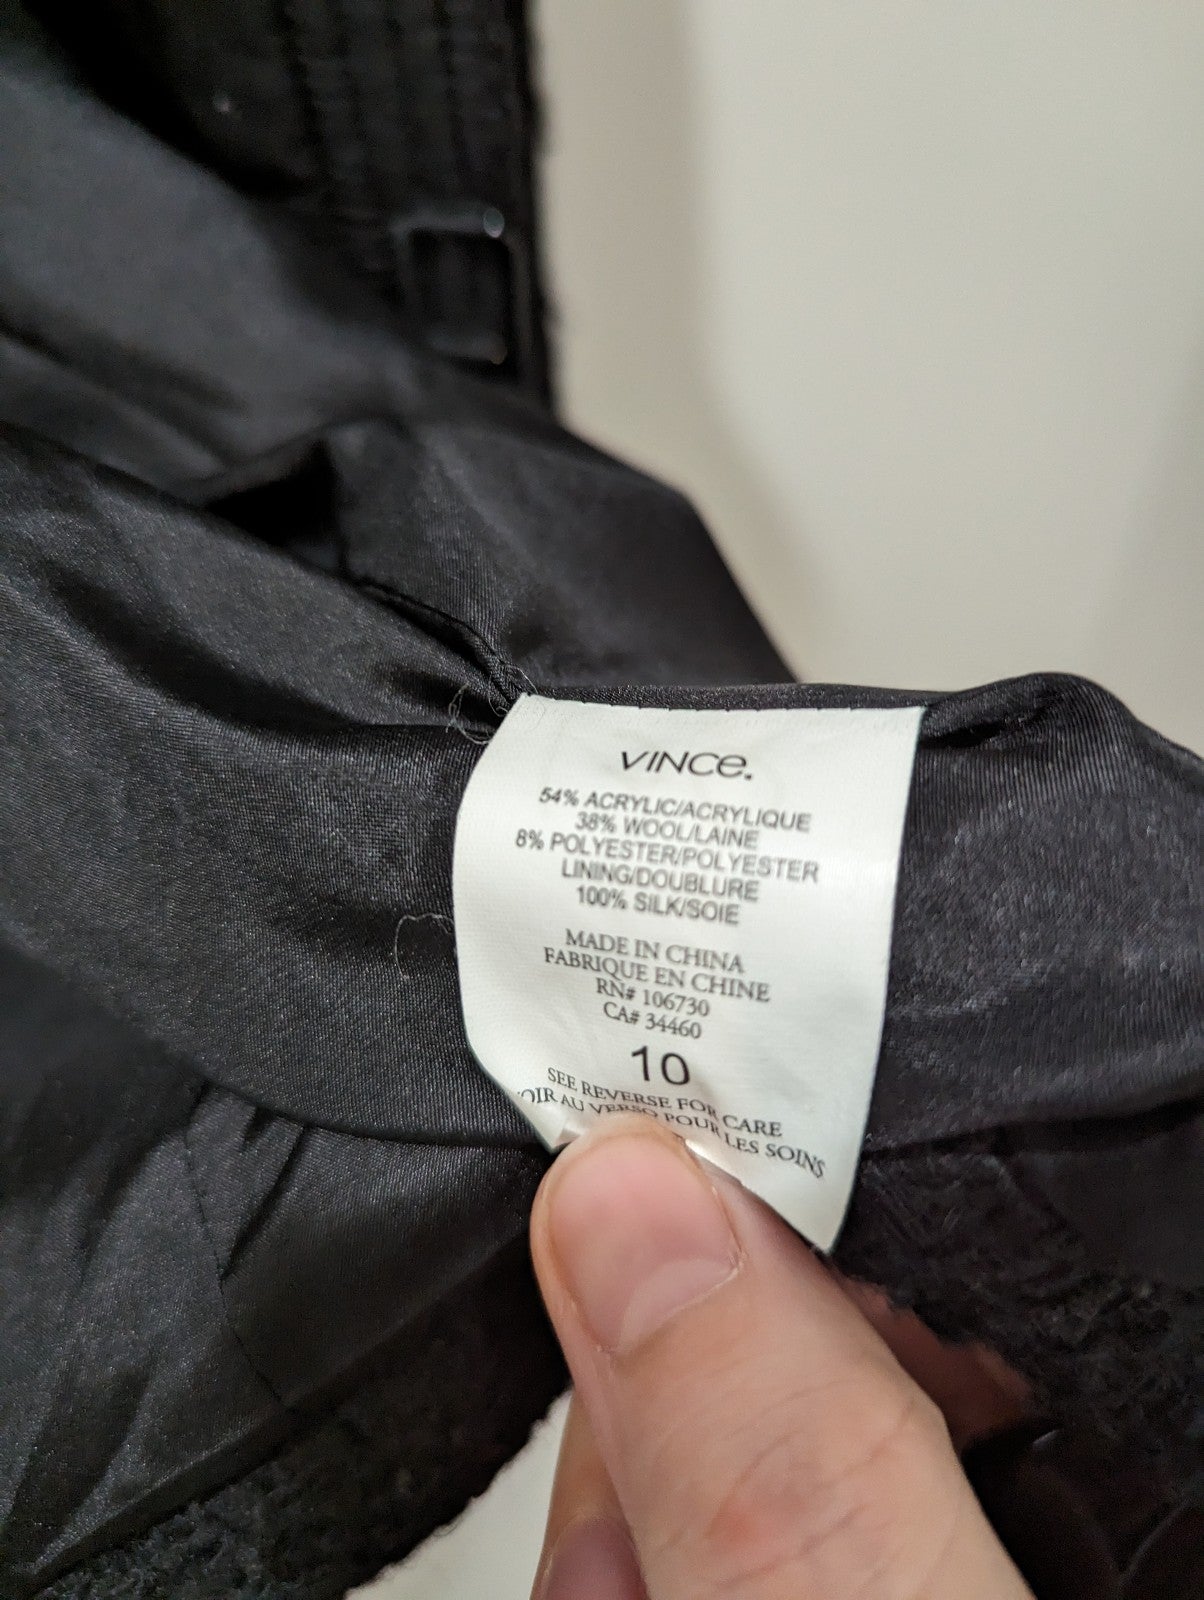 VINCE.
54% ACRYLIC/ACRYLIQUE
38% WOOL/LAINE
8% POLYESTER/POLYESTER
LINING/DOUBLURE
100% SILK/SOIE
MADE IN CHINA
FABRIQUE EN CHINE
RN# 106730
CA# 34460
10
SEE REVERSE FOR CARE
OIR AU VERSO POUR LES SOINS